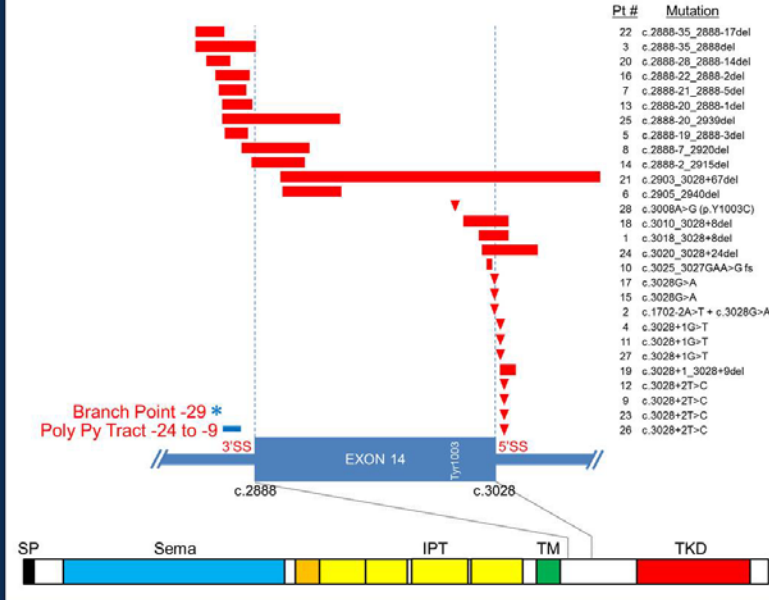 Pt # Mutation
22 c.2888-35_2888-17del
3 c.2888-35_2888del
20 c.2888-28_2888-14del
16 c.2888-22_2888-2del
7 c.2888-21_2888-5del
13 c.2888-20_2888-1del
25 c.2888-20_2939del
5 c.2888-19_2888-3del
8 c.2888-7_2920del
14 c.2888-2_2915del
21 c.2903_3028+67del
6 c.2905_2940del
28 c.3008A>G (p.Y1003C)
18 c.3010_3028+8del
1 c.3018_3028+8del
24 c.3020_3028+24del
10 c.3025_3027GAA>G fs
17 c.3028G>A
15 c.3028G>A
2 c.1702-2A>T + c.3028G>A
4 c.3028+1G>T
11 c.3028+1G>T
27 c.3028+1G>T
19 c.3028+1_3028+9del
12 c.3028+2T>C
9 c.3028+2T>C
23 c.3028+2T>C
26 c.3028+2T>C
Branch Point -29 *
Poly Py Tract -24 to -9
3'SS 5'SS
EXON 14 Tyr1003
c.2888 c.3028
SP Sema IPT TM TKD